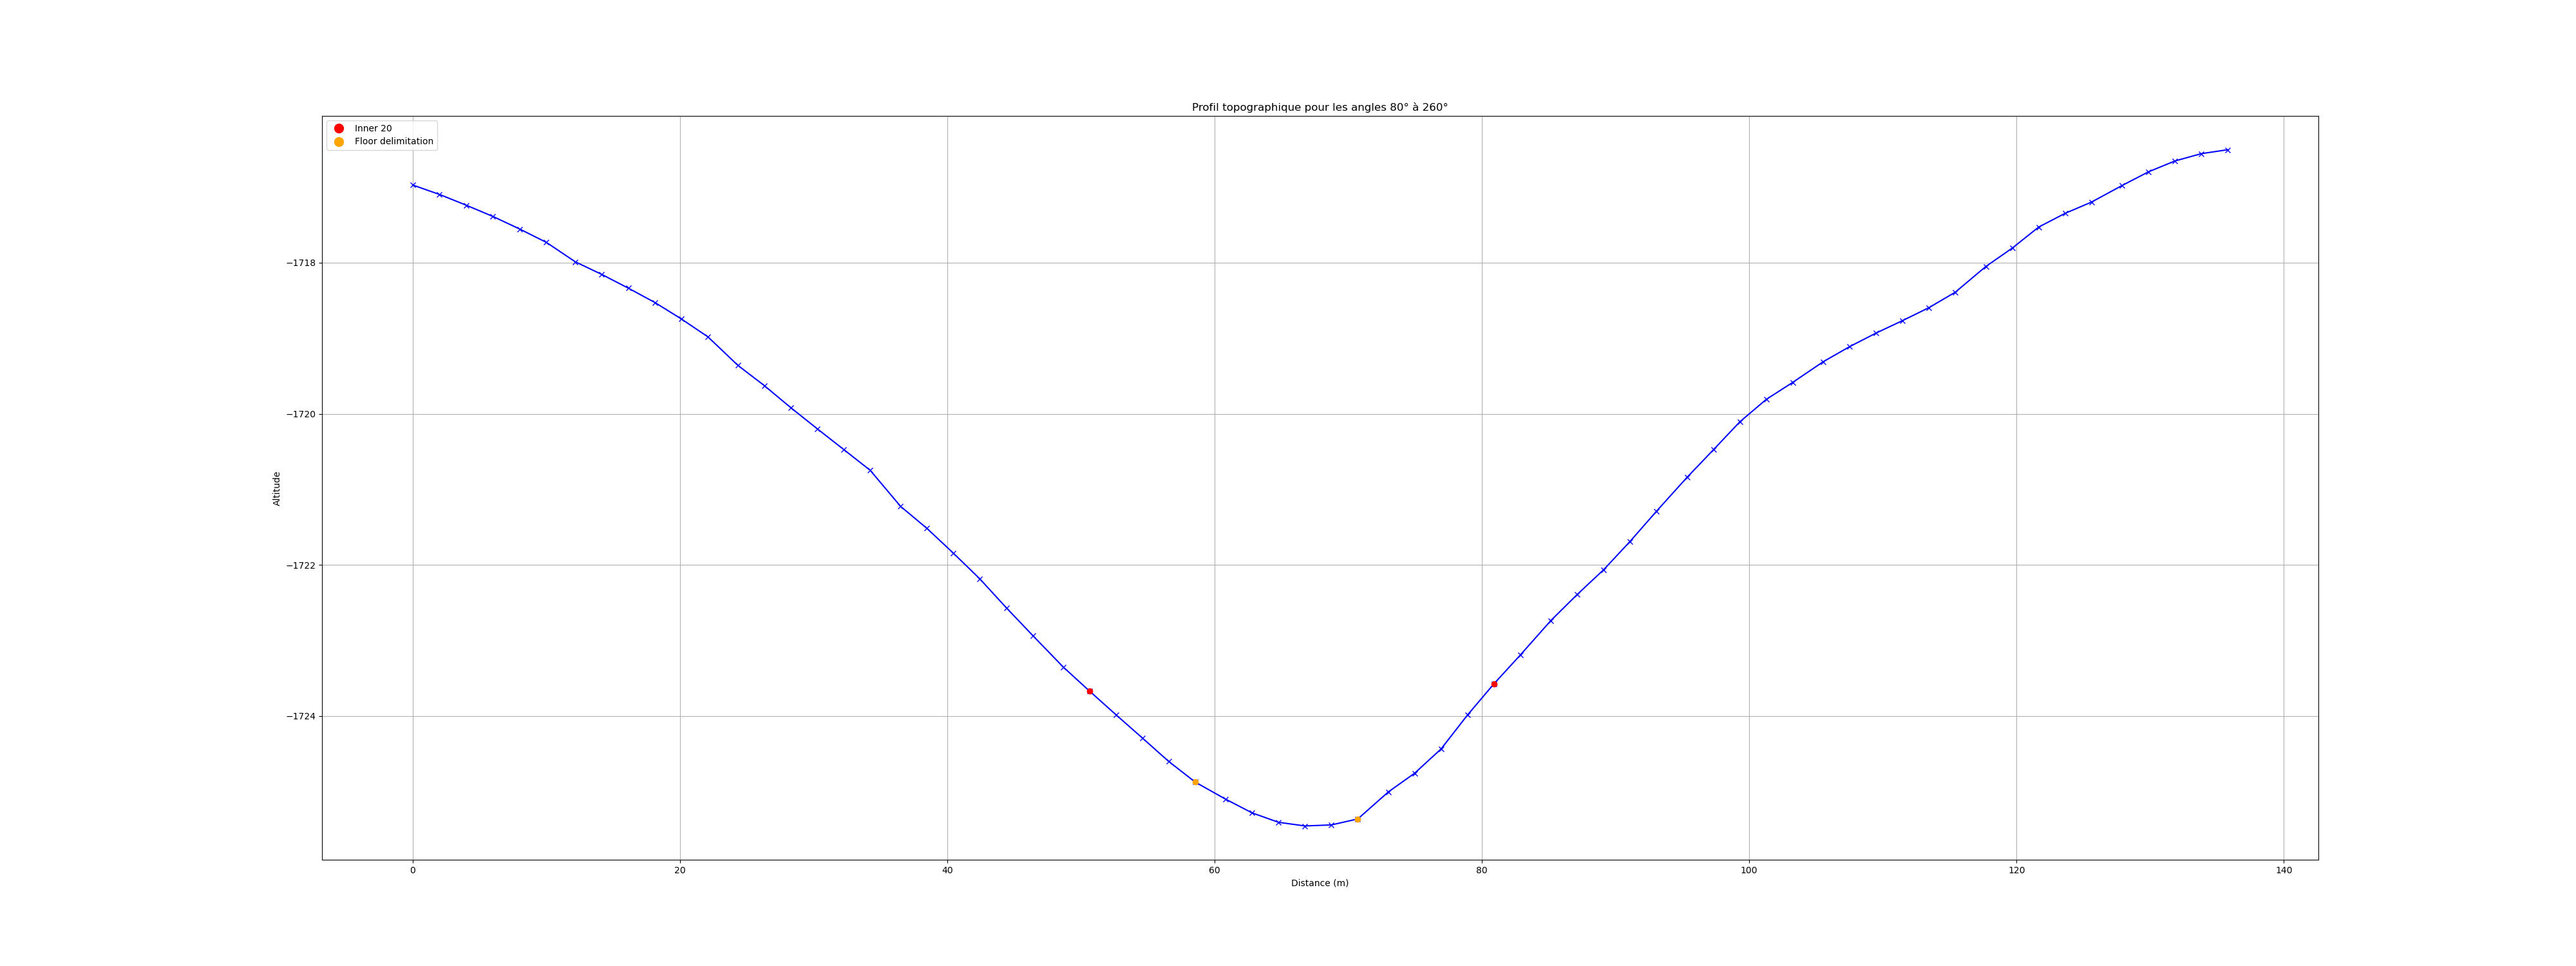 Profil topographique pour les angles 80° à 260°
Inner 20
Floor delimitation
−1718
−1720
−1722
−1724
Altitude
0 20 40 60 80 100 120 140
Distance (m)